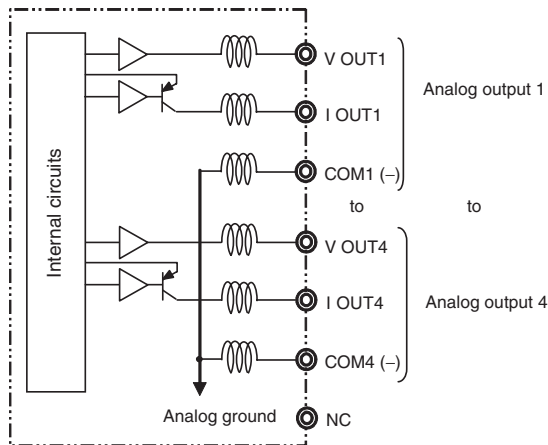 Internal circuits
V OUT1
I OUT1
COM1 (–)
Analog output 1
to
to
V OUT4
I OUT4
COM4 (–)
Analog output 4
Analog ground
NC